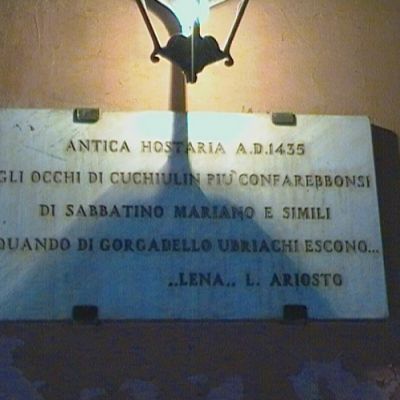 ANTICA HOSTARIA A.D.1435
GLI OCCHI DI CUCHIULIN PIU' CONFAREBBONSI
DI SABBATINO MARIANO E SIMILI
QUANDO DI GORGADELLO UBRIACHI ESCONO...
„LENA„ L. ARIOSTO